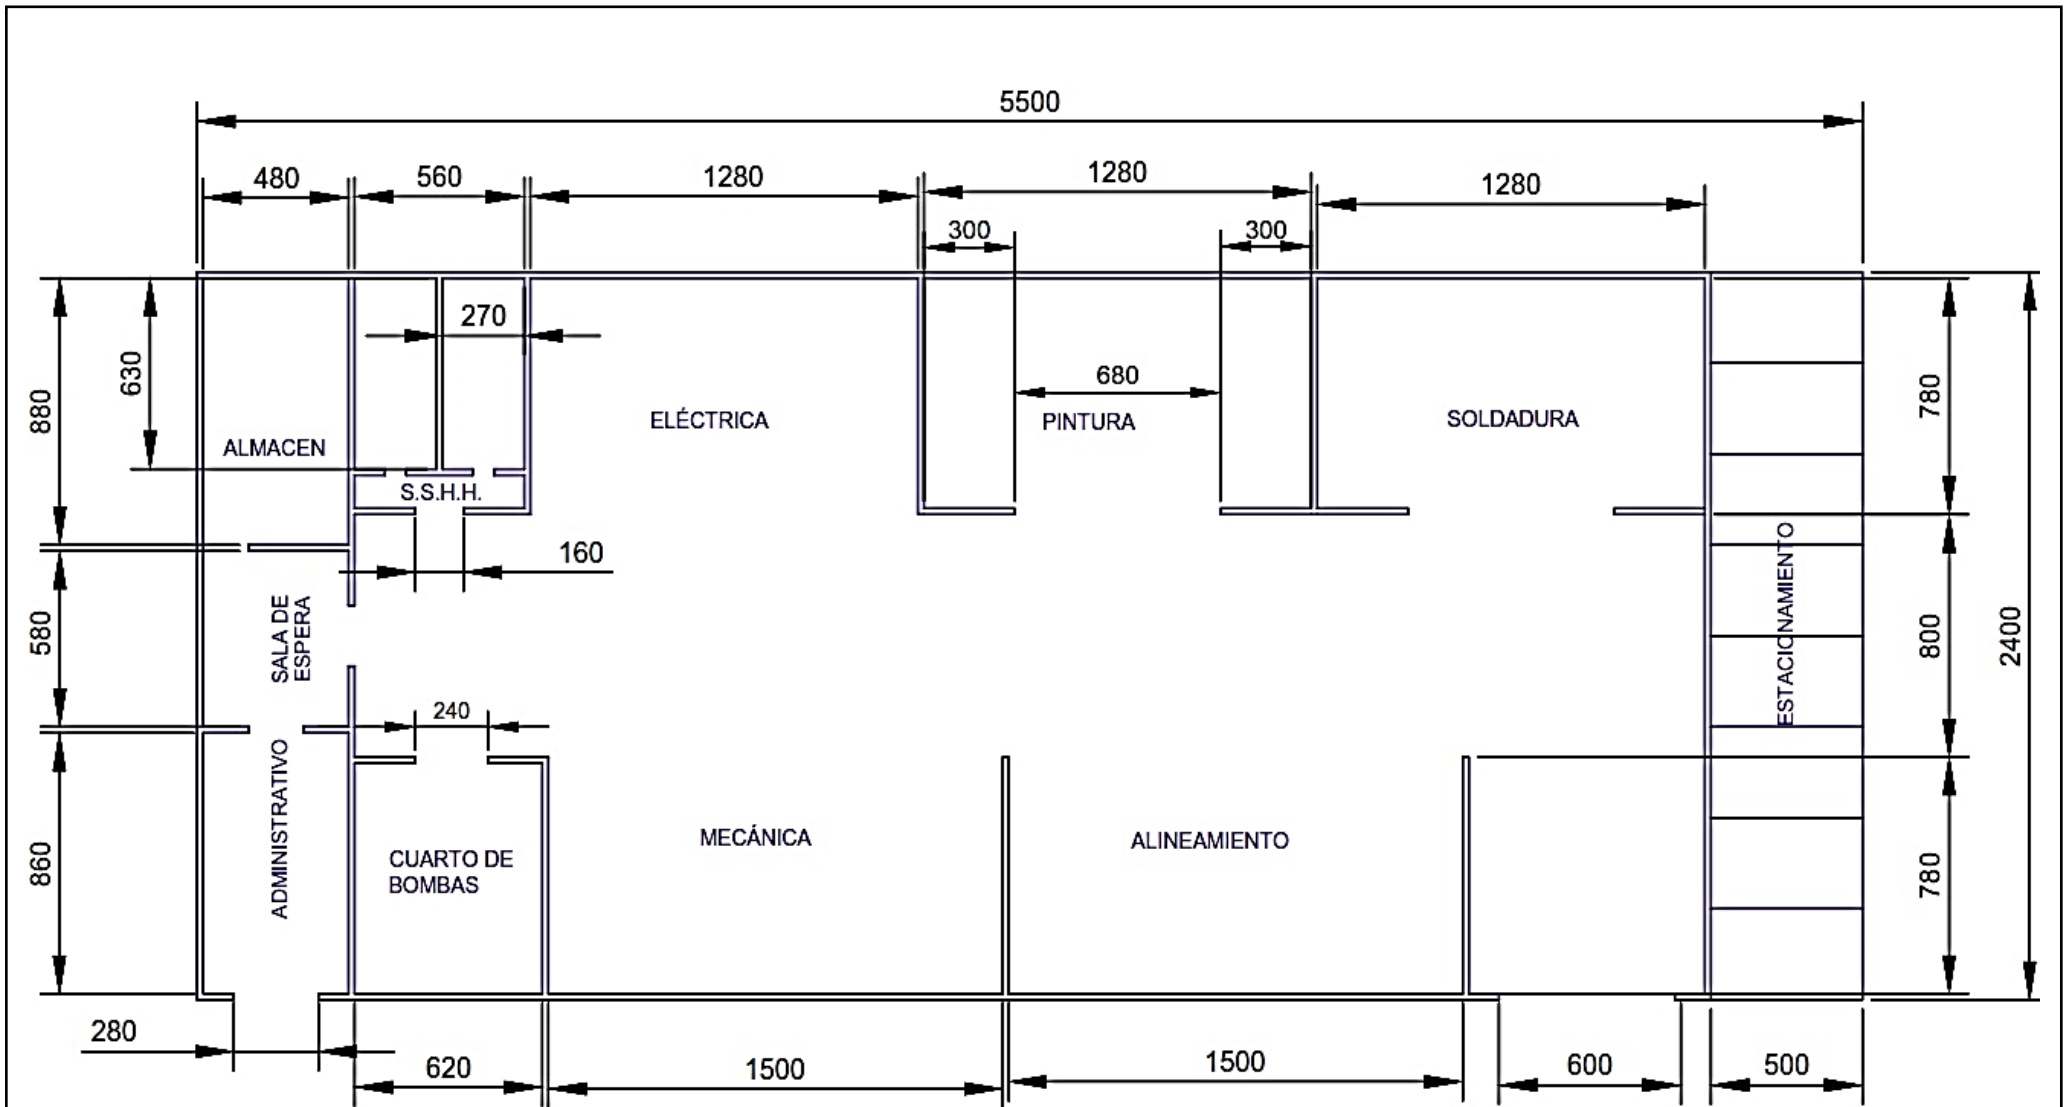 5500
480
560
1280
1280
1280
300
300
270
680
630
880
780
ELÉCTRICA
PINTURA
SOLDADURA
ALMACEN
S.S.H.H.
160
SALA DE
ESPERA
580
800
2400
ESTACIONAMIENTO
240
ADMINISTRATIVO
MECÁNICA
ALINEAMIENTO
CUARTO DE
BOMBAS
860
780
280
620
1500
1500
600
500